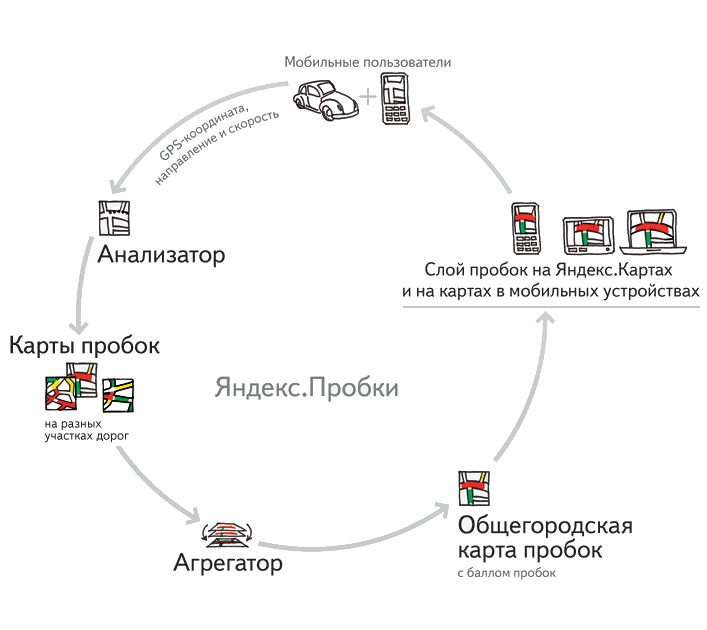 Мобильные пользователи
GPS-координата,
направление и скорость
Анализатор
Слой пробок на Яндекс.Картах
и на картах в мобильных устройствах
Карты пробок
на разных
участках дорог
Яндекс.Пробки
Агрегатор
Общегородская
карта пробок
с баллом пробок